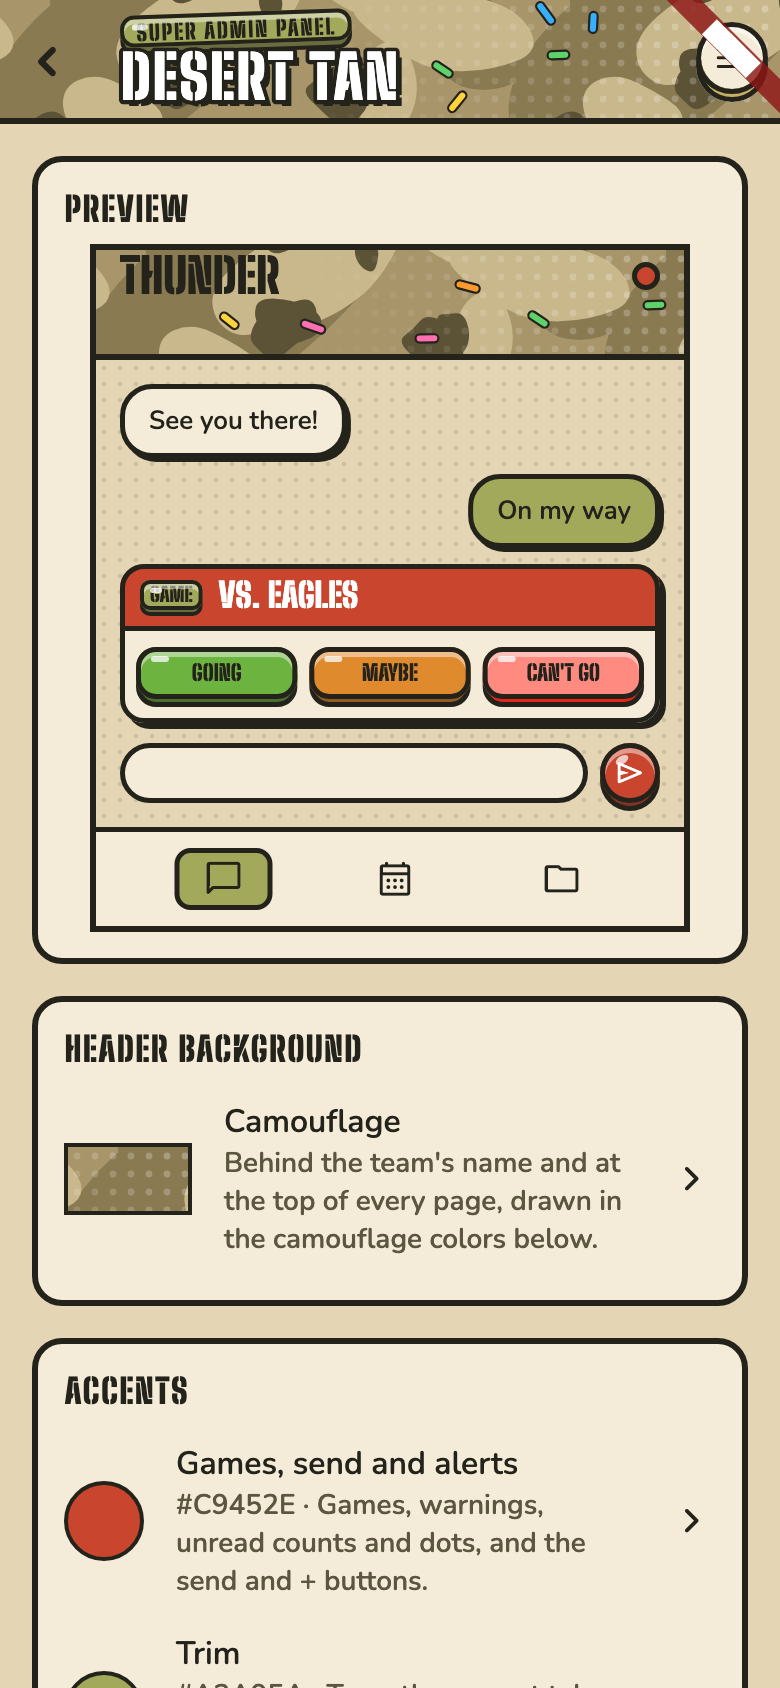 SUPER ADMIN PANEL
DESERT TAN
PREVIEW
THUNDER
See you there!
On my way
GAME
VS. EAGLES
GOING
MAYBE
CAN'T GO
HEADER BACKGROUND
Camouflage
Behind the team's name and at
the top of every page, drawn in
the camouflage colors below.
ACCENTS
Games, send and alerts
#C9452E · Games, warnings,
unread counts and dots, and the
send and + buttons.
Trim